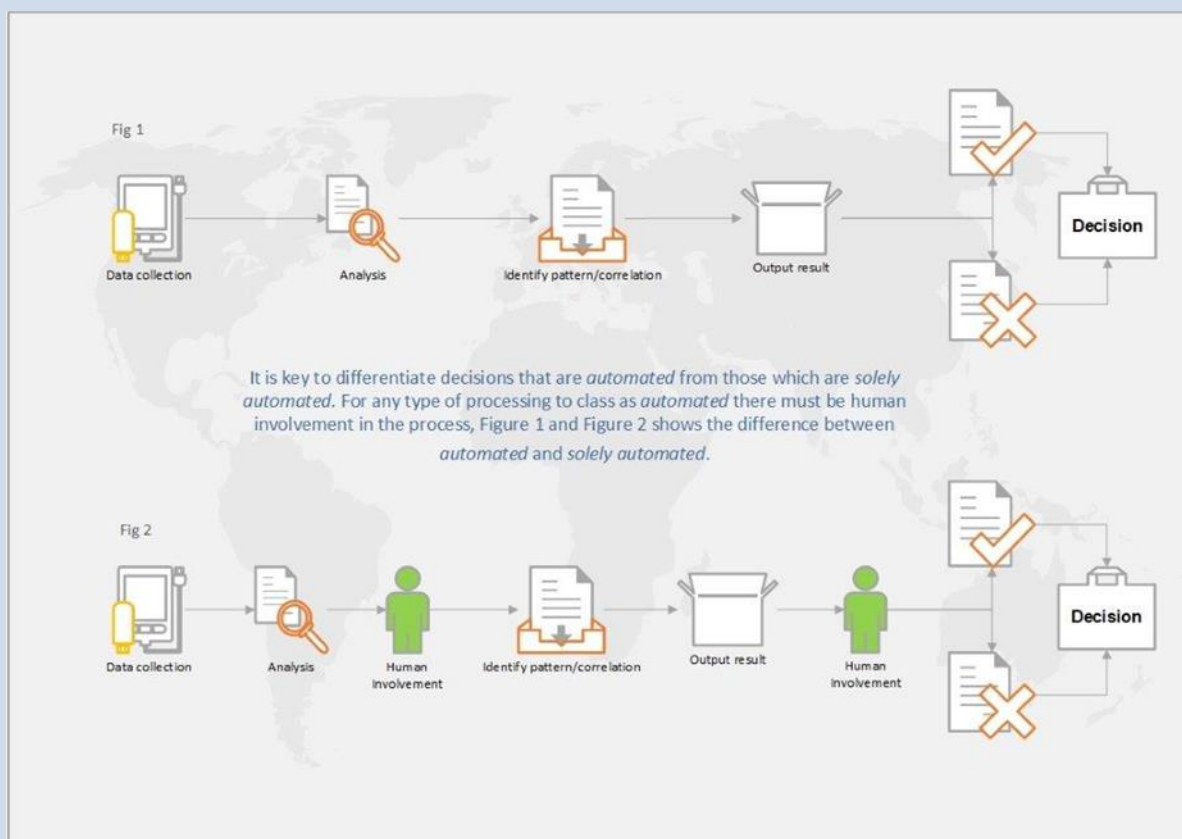 Fig 1
Data collection
Analysis
Identify pattern/correlation
Output result
Decision
It is key to differentiate decisions that are automated from those which are solely
automated. For any type of processing to class as automated there must be human
involvement in the process, Figure 1 and Figure 2 shows the difference between
automated and solely automated.
Fig 2
Data collection
Analysis
Human
Involvement
Identify pattern/correlation
Output result
Human
Involvement
Decision